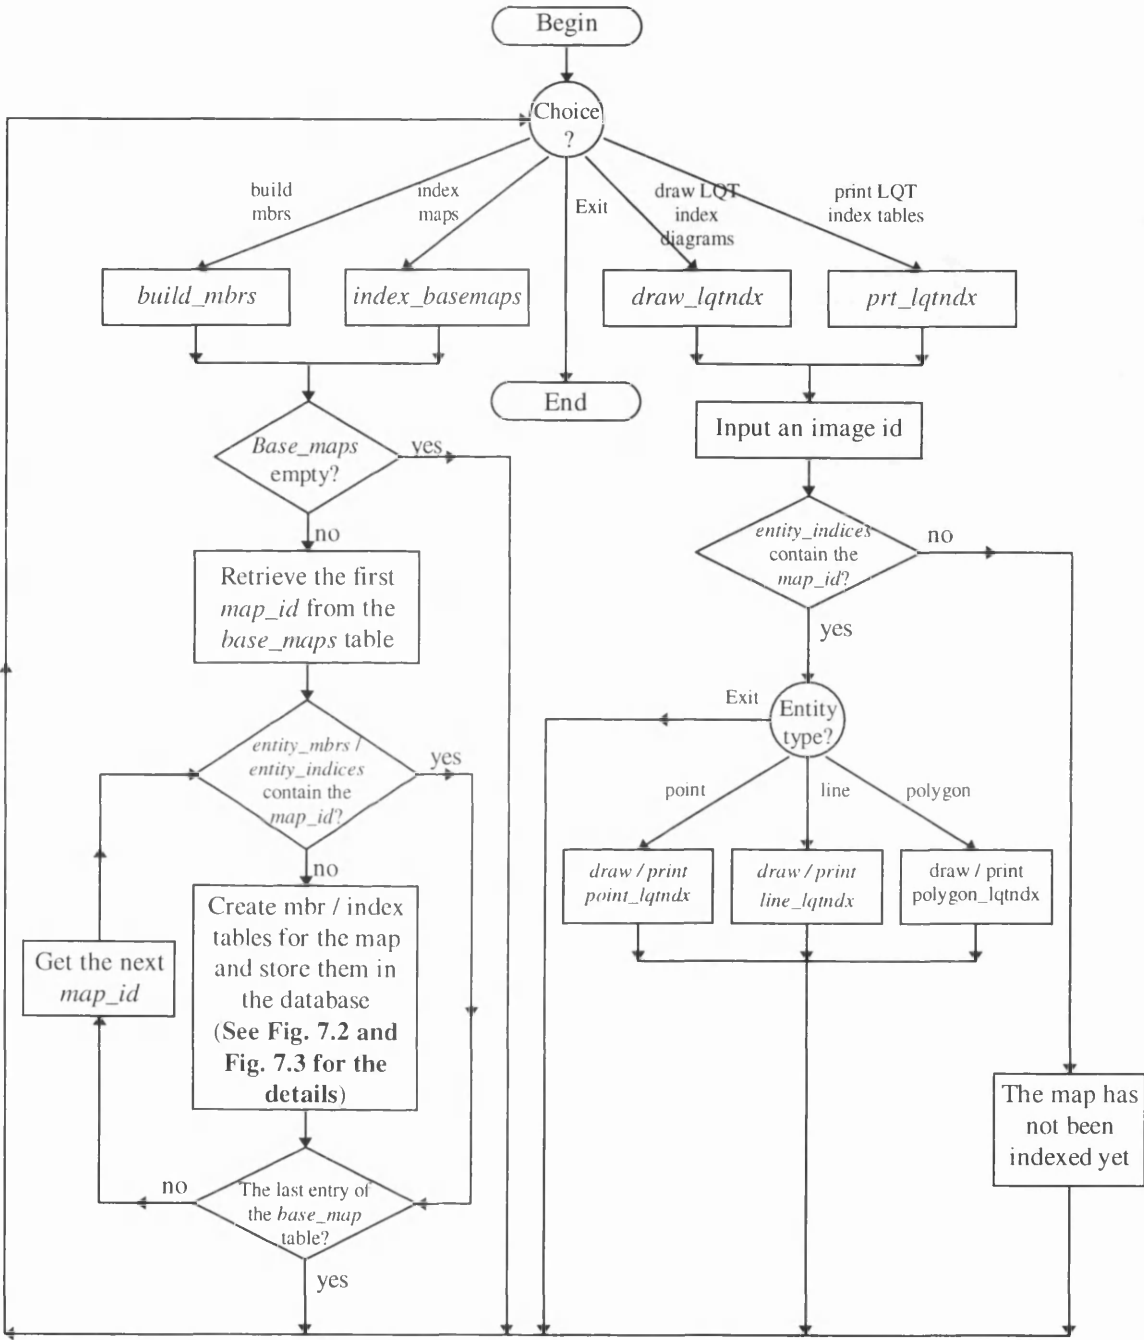 Begin
Choice
?
build
mbrs
index
maps
Exit
draw LQT
index
diagrams
print LQT
index tables
build_mbrs
index_basemaps
draw_lqtndx
prt_lqtndx
End
Input an image id
Base_maps
empty?
yes
no
entity_indices
contain the
map_id?
no
yes
Retrieve the first
map_id from the
base_maps table
Exit
Entity
type?
entity_mbrs /
entity_indices
contain the
map_id?
yes
no
point
line
polygon
draw / print
point_lqtndx
draw / print
line_lqtndx
draw / print
polygon_lqtndx
Create mbr / index
tables for the map
and store them in
the database
(See Fig. 7.2 and
Fig. 7.3 for the
details)
Get the next
map_id
The map has
not been
indexed yet
The last entry of
the base_map
table?
no
yes